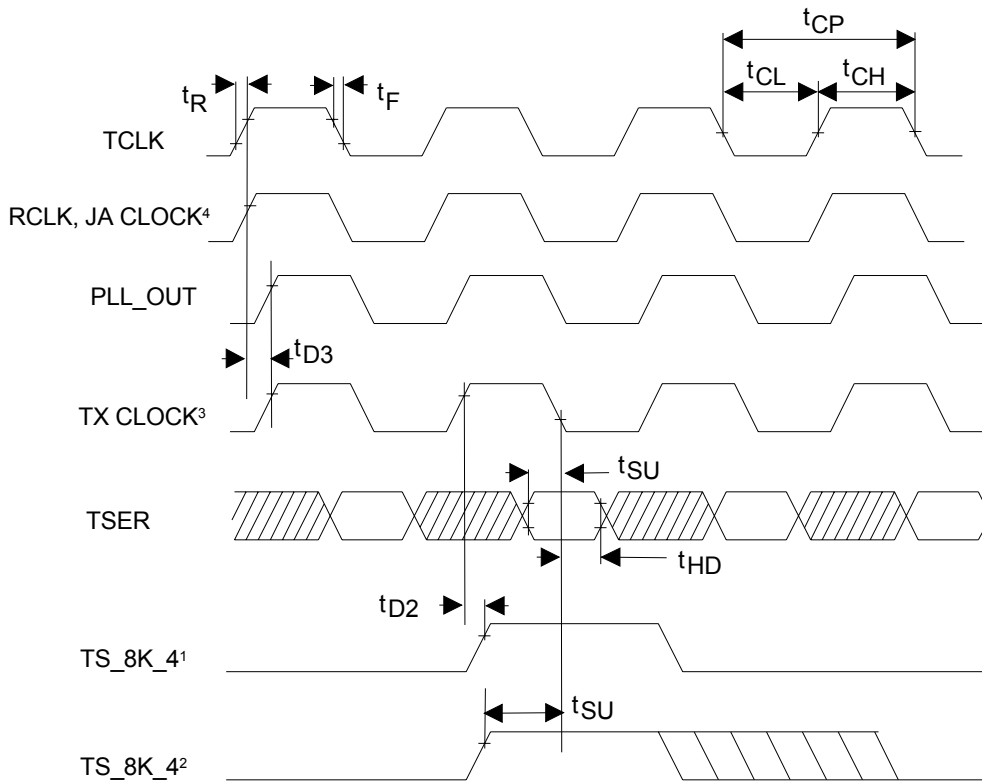 tCP
tCL tCH
tR tF
TCLK
RCLK, JA CLOCK⁴
PLL_OUT
tD3
TX CLOCK³
tSU
TSER
tHD
tD2
TS_8K_4¹
tSU
TS_8K_4²